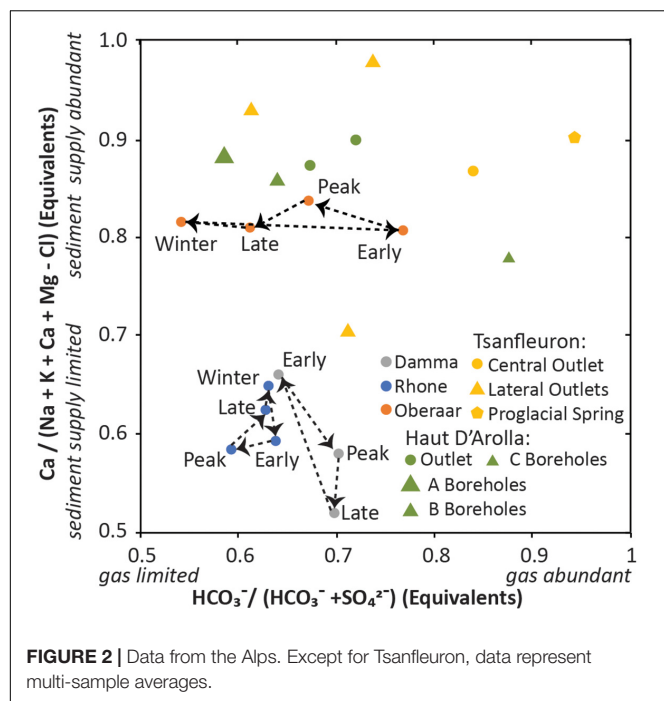 Ca / (Na + K + Ca + Mg - Cl) (Equivalents)
sediment supply limited sediment supply abundant
1.0
0.9
0.8
0.7
0.6
0.5
Peak
Winter
Late
Early
Early
Winter
Late
Peak
Early
Peak
Late
Damma
Rhone
Oberaar
Tsanfleuron:
Central Outlet
Lateral Outlets
Proglacial Spring
Haut D'Arolla:
Outlet
C Boreholes
A Boreholes
B Boreholes
0.5 0.6 0.7 0.8 0.9 1
gas limited gas abundant
HCO₃⁻/ (HCO₃⁻ +SO₄²⁻) (Equivalents)
FIGURE 2 | Data from the Alps. Except for Tsanfleuron, data represent
multi-sample averages.